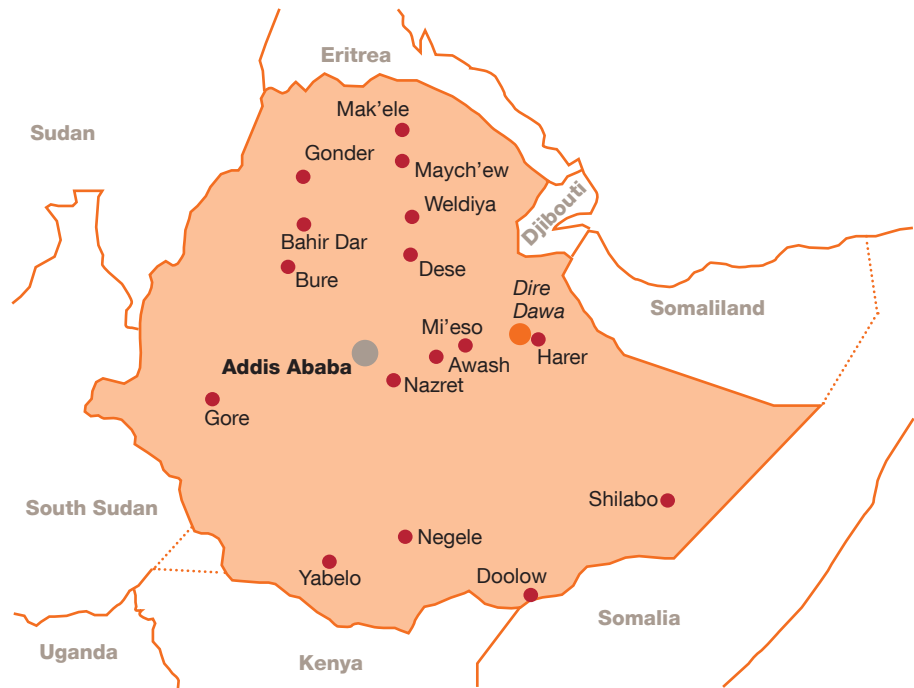 Eritrea
Mak’ele
Sudan
Gonder
Maych’ew
Weldiya
Djibouti
Bahir Dar
Dese
Bure
Dire
Dawa
Somaliland
Mi’eso
Harer
Awash
Addis Ababa
Nazret
Gore
Shilabo
South Sudan
Negele
Yabelo
Doolow
Somalia
Uganda
Kenya